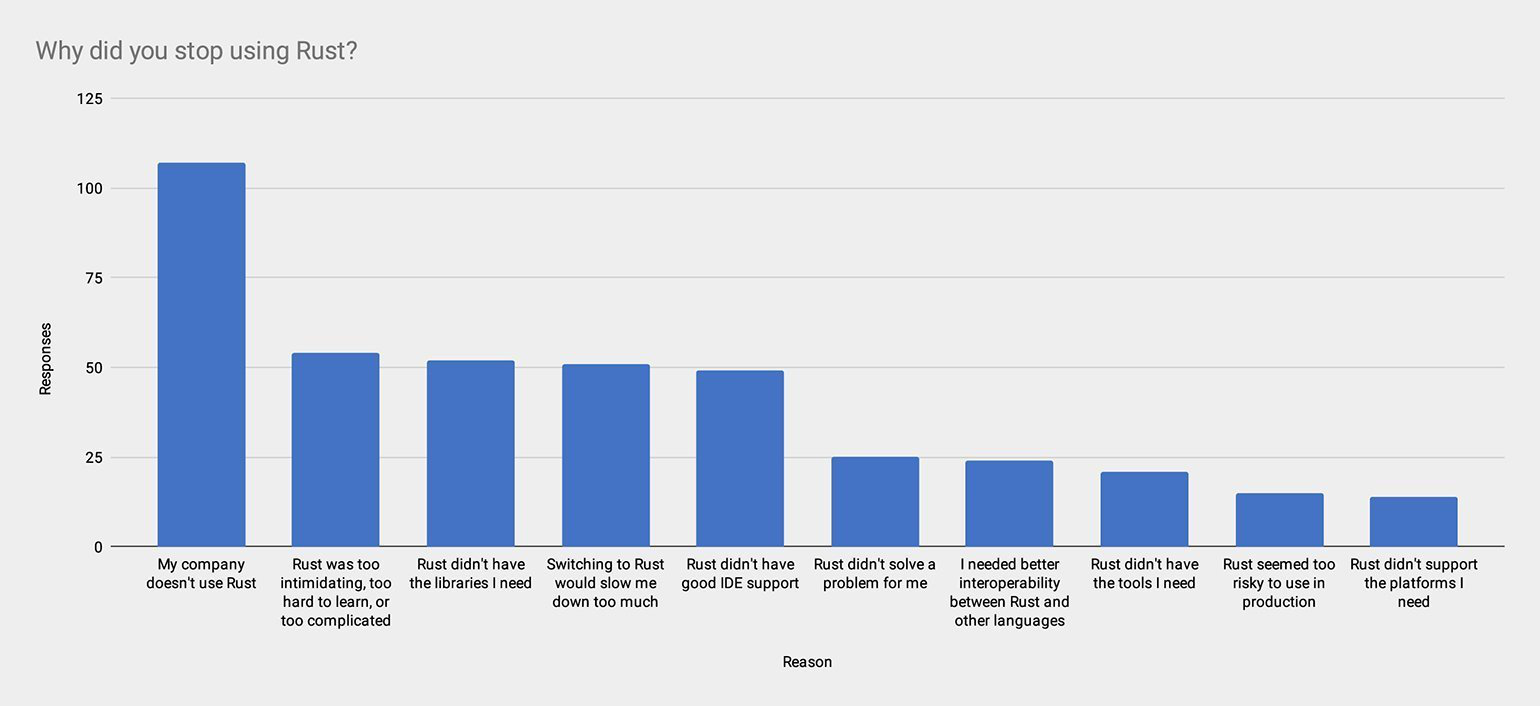 Why did you stop using Rust?
125
100
75
50
25
0
Responses
My company
doesn't use Rust
Rust was too
intimidating, too
hard to learn, or
too complicated
Rust didn't have
the libraries I need
Switching to Rust
would slow me
down too much
Rust didn't have
good IDE support
Rust didn't solve a
problem for me
I needed better
interoperability
between Rust and
other languages
Rust didn't have
the tools I need
Rust seemed too
risky to use in
production
Rust didn't support
the platforms I
need
Reason